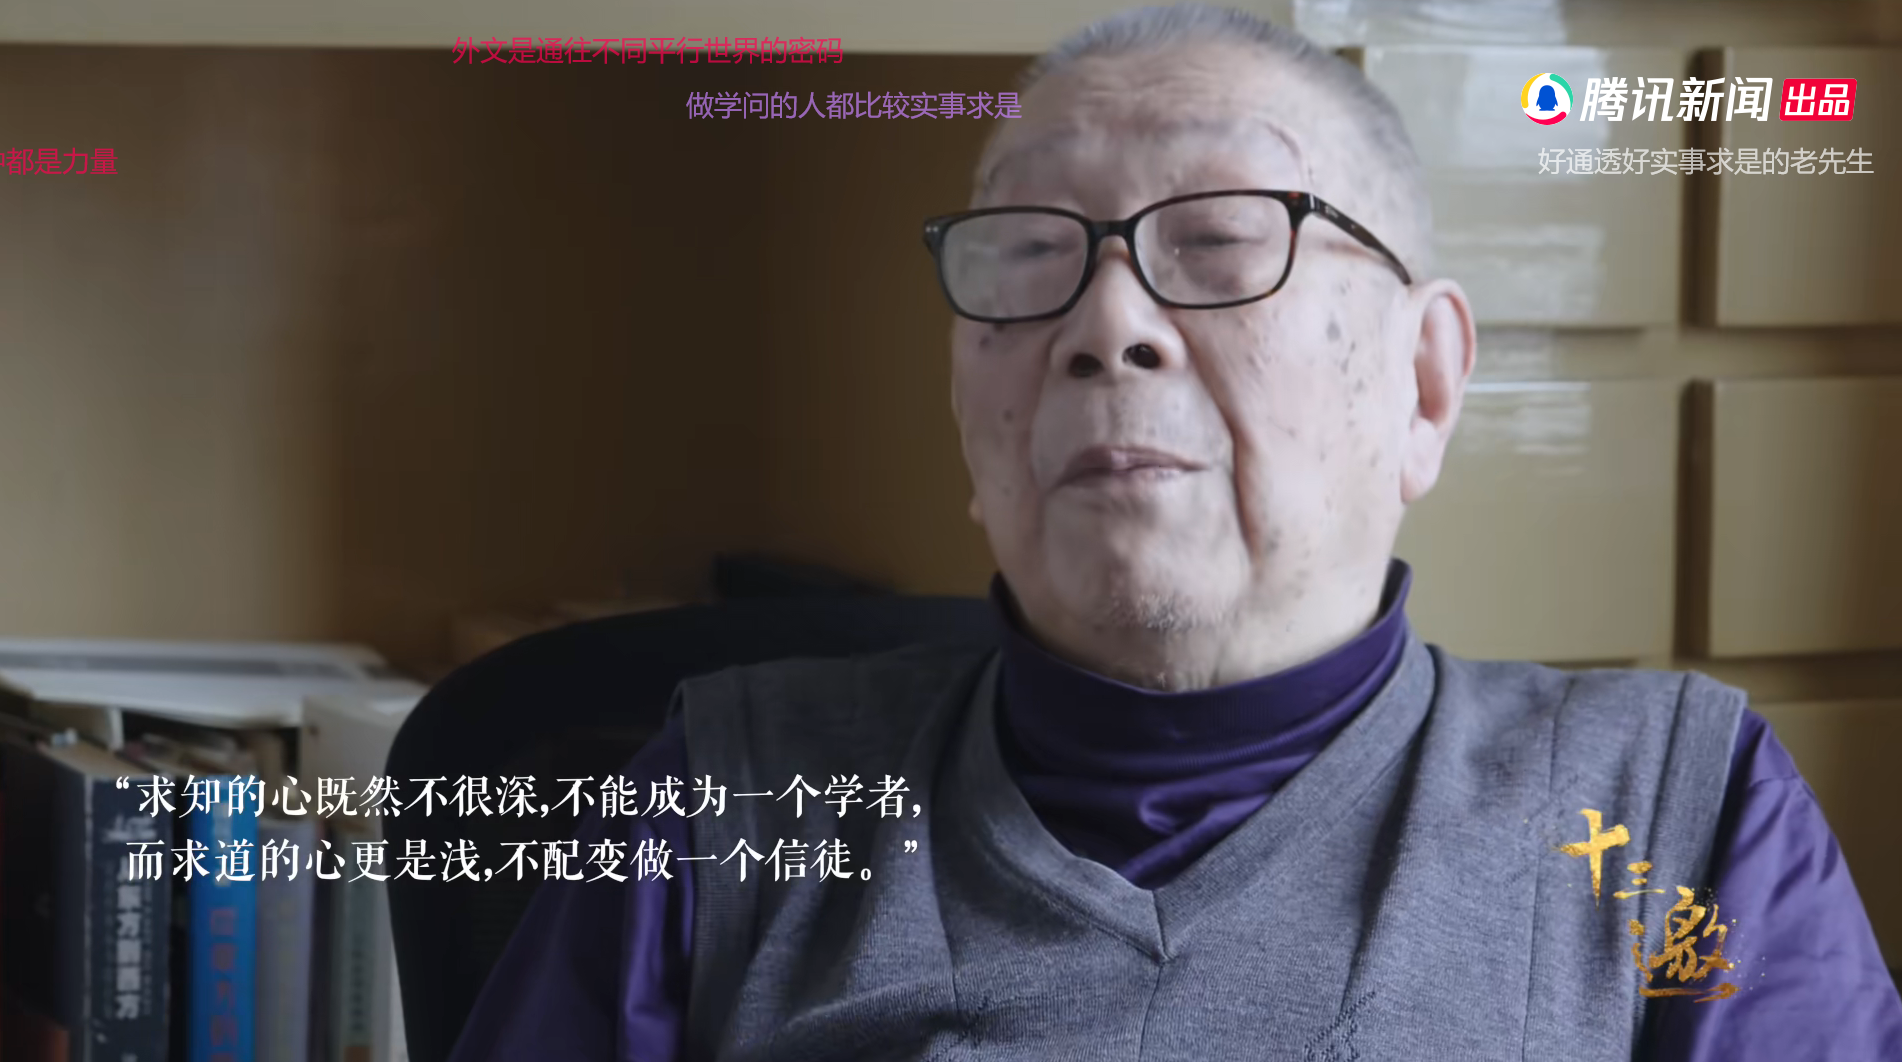 外文是通往不同平行世界的密码
做学问的人都比较实事求是
腾讯新闻 出品
都是力量
好通透好实事求是的老先生
“求知的心既然不很深,不能成为一个学者,
而求道的心更是浅,不配变做一个信徒。”
十三邀
东方
西方